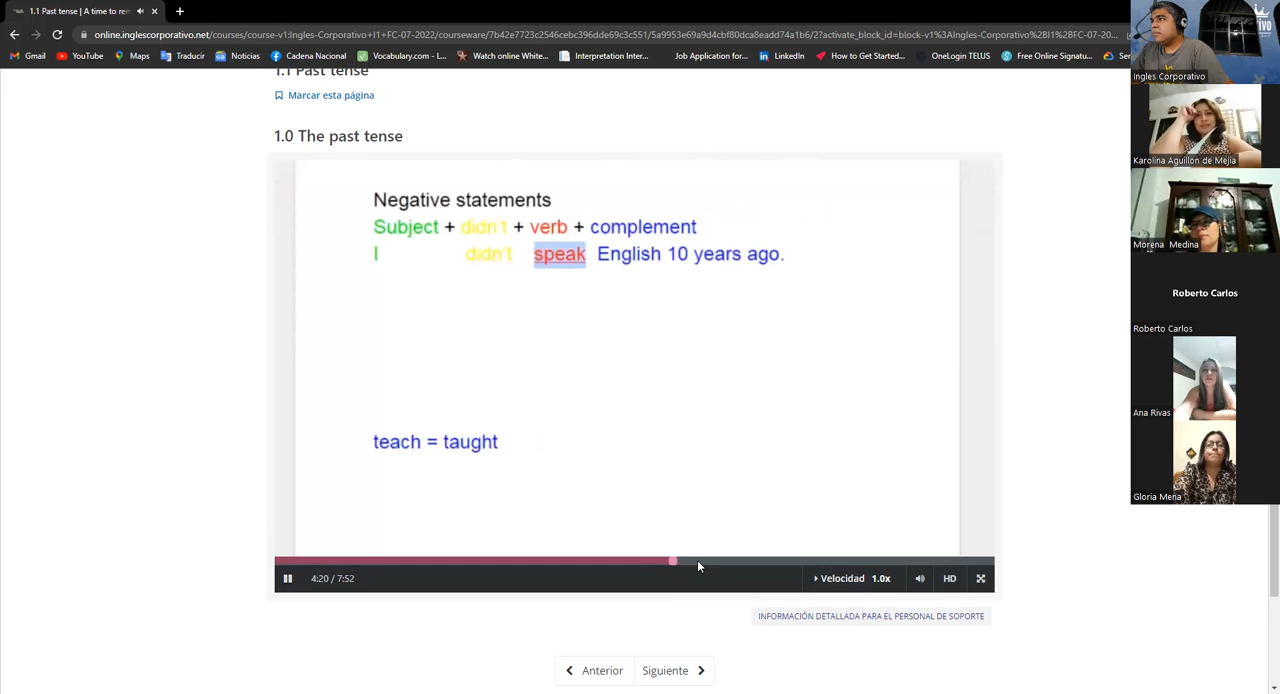 1.1 Past tense | A time to rem
online.inglescorporativo.net/courses/course-v1:Ingles-Corporativo+I1+FC-07-2022/courseware/7b42e7723c2546cebc396dde69c3c551/5a9953e69a9d4cbf80dca8eadd74a1b6/2?activate_block_id=block-v1%3AIngles-Corporativo%2BI1%2BFC-07-20...
Gmail YouTube Maps Traducir Noticias Cadena Nacional Vocabulary.com - L... Watch online White... Interpretation Inter... Job Application for... LinkedIn How to Get Started... OneLogin TELUS Free Online Signatu... Ser
1.1 Past tense
Marcar esta página
1.0 The past tense
Negative statements
Subject + didn't + verb + complement
I didn't speak English 10 years ago.
teach = taught
4:20 / 7:52
Velocidad 1.0x
HD
INFORMACIÓN DETALLADA PARA EL PERSONAL DE SOPORTE
Anterior
Siguiente
Ingles Corporativo
Karolina Aguillon de Mejia
Morena Medina
Roberto Carlos
Roberto Carlos
Ana Rivas
Gloria Mena